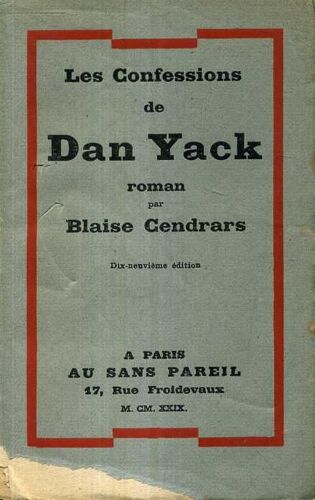 Les Confessions
de
Dan Yack
roman
par
Blaise Cendrars
Dix-neuvième édition
A PARIS
AU SANS PAREIL
17, Rue Froidevaux
M. CM. XXIX.